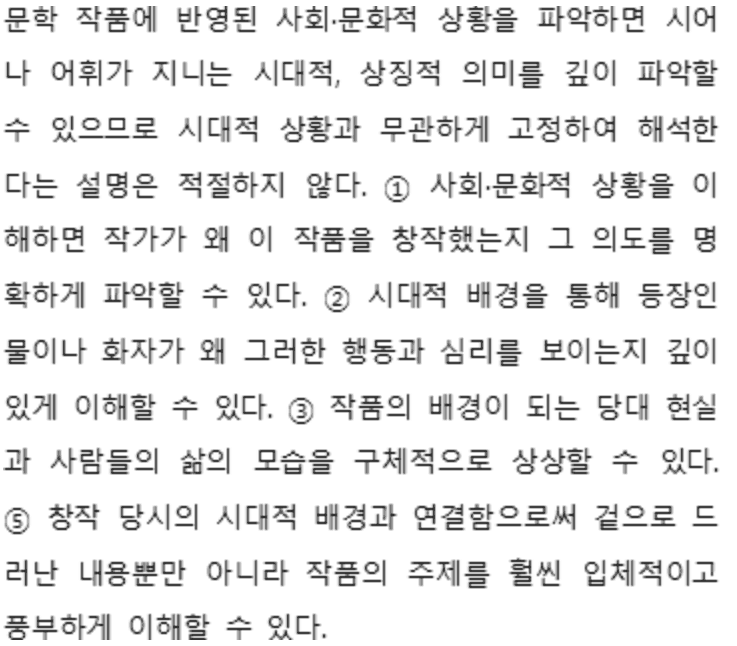 문학 작품에 반영된 사회·문화적 상황을 파악하면 시어
나 어휘가 지니는 시대적, 상징적 의미를 깊이 파악할
수 있으므로 시대적 상황과 무관하게 고정하여 해석한
다는 설명은 적절하지 않다. ① 사회·문화적 상황을 이
해하면 작가가 왜 이 작품을 창작했는지 그 의도를 명
확하게 파악할 수 있다. ② 시대적 배경을 통해 등장인
물이나 화자가 왜 그러한 행동과 심리를 보이는지 깊이
있게 이해할 수 있다. ③ 작품의 배경이 되는 당대 현실
과 사람들의 삶의 모습을 구체적으로 상상할 수 있다.
⑤ 창작 당시의 시대적 배경과 연결함으로써 겉으로 드
러난 내용뿐만 아니라 작품의 주제를 훨씬 입체적이고
풍부하게 이해할 수 있다.